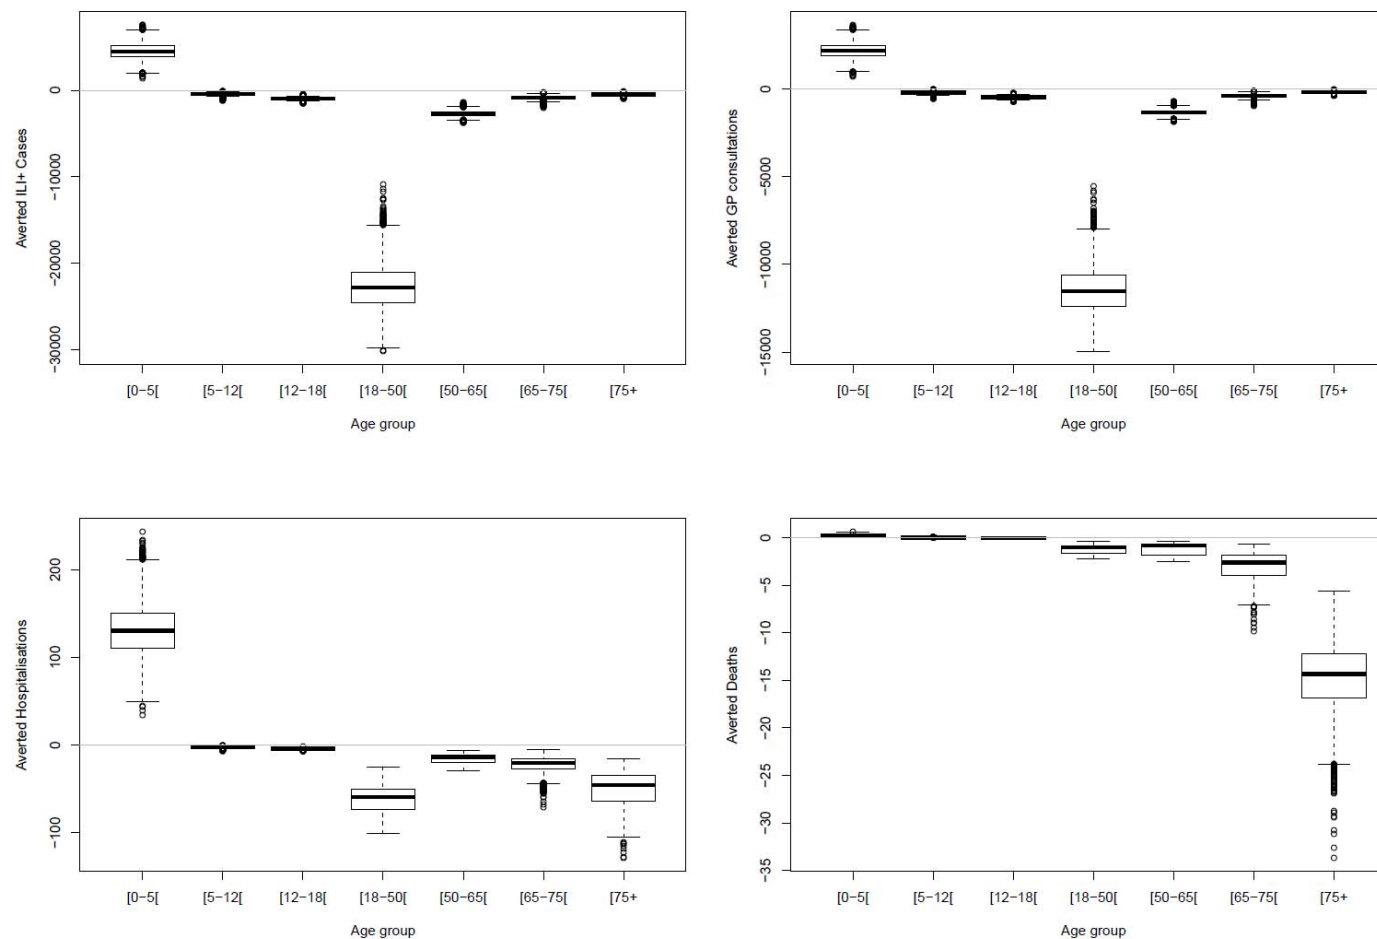 Averted ILI+ Cases
0
−10000
−20000
−30000
[0−5[ [5−12[ [12−18[ [18−50[ [50−65[ [65−75[ [75+
Age group
Averted GP consultations
0
−5000
−10000
−15000
[0−5[ [5−12[ [12−18[ [18−50[ [50−65[ [65−75[ [75+
Age group
Averted Hospitalisations
200
100
0
−100
[0−5[ [5−12[ [12−18[ [18−50[ [50−65[ [65−75[ [75+
Age group
Averted Deaths
0
−5
−10
−15
−20
−25
−30
−35
[0−5[ [5−12[ [12−18[ [18−50[ [50−65[ [65−75[ [75+
Age group